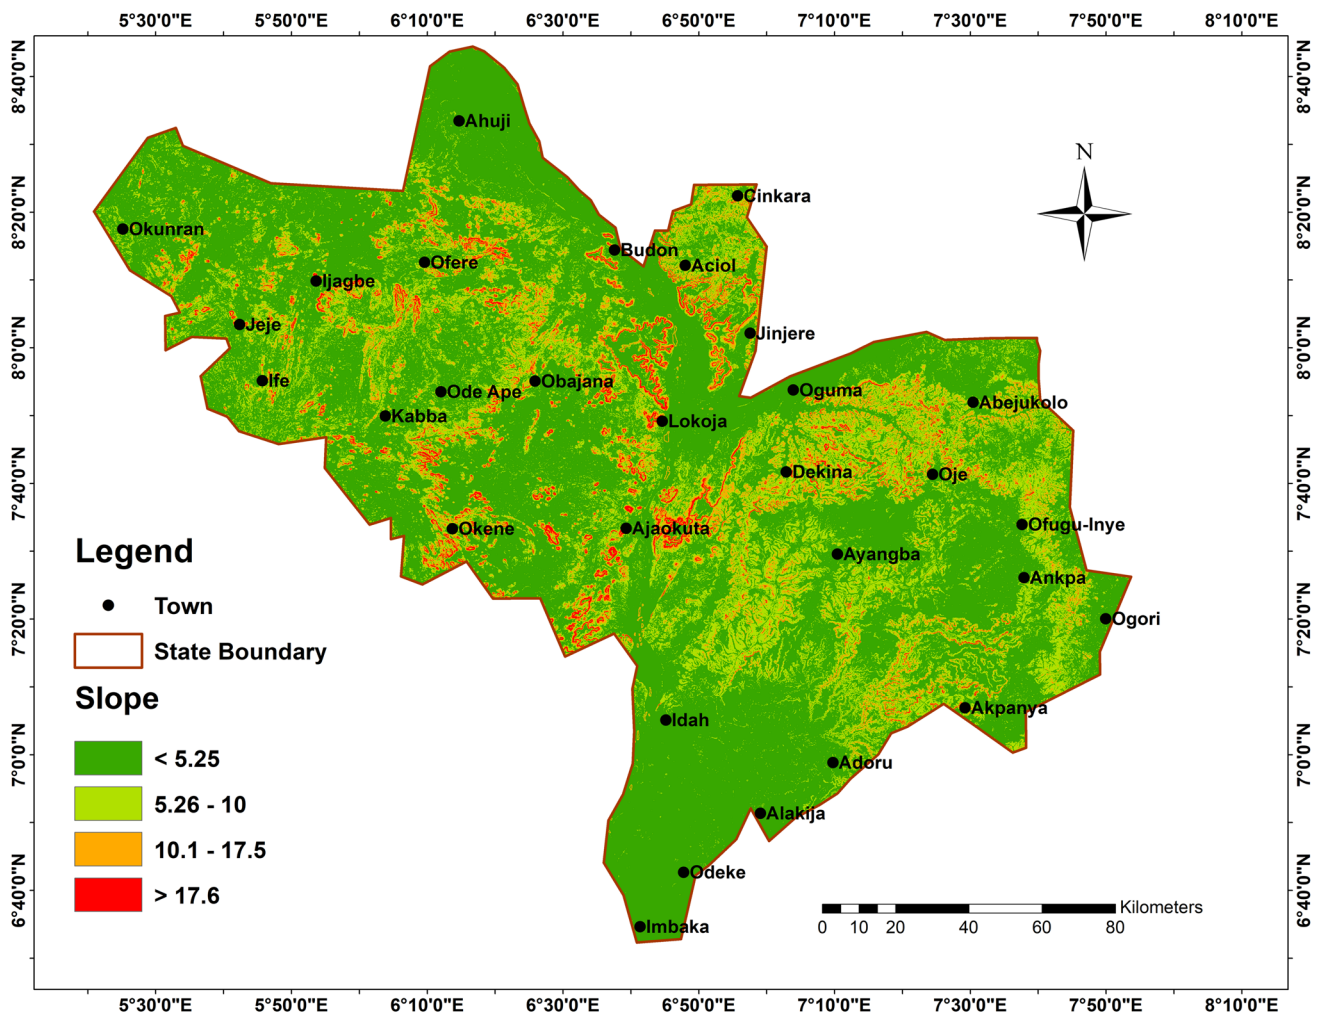 5°30'0"E 5°50'0"E 6°10'0"E 6°30'0"E 6°50'0"E 7°10'0"E 7°30'0"E 7°50'0"E 8°10'0"E
8°40'0"N 8°40'0"N
Ahuji
Cinkara
8°20'0"N 8°20'0"N
N
Okunran
Budon
Ofere
Aciol
Ijagbe
Jeje
Jinjere
8°0'0"N 8°0'0"N
Ife
Obajana
Ode Ape
Oguma
Abejukolo
Kabba
Lokoja
Dekina
Oje
7°40'0"N 7°40'0"N
Okene
Ajaokuta
Ofugu-Inye
Ayangba
Ankpa
Ogori
7°20'0"N 7°20'0"N
Legend
Town
State Boundary
Slope
< 5.25
5.26 - 10
10.1 - 17.5
> 17.6
Akpanya
Idah
7°0'0"N 7°0'0"N
Adoru
Alakija
Odeke
6°40'0"N 6°40'0"N
Imbaka
Kilometers
0 10 20 40 60 80
5°30'0"E 5°50'0"E 6°10'0"E 6°30'0"E 6°50'0"E 7°10'0"E 7°30'0"E 7°50'0"E 8°10'0"E